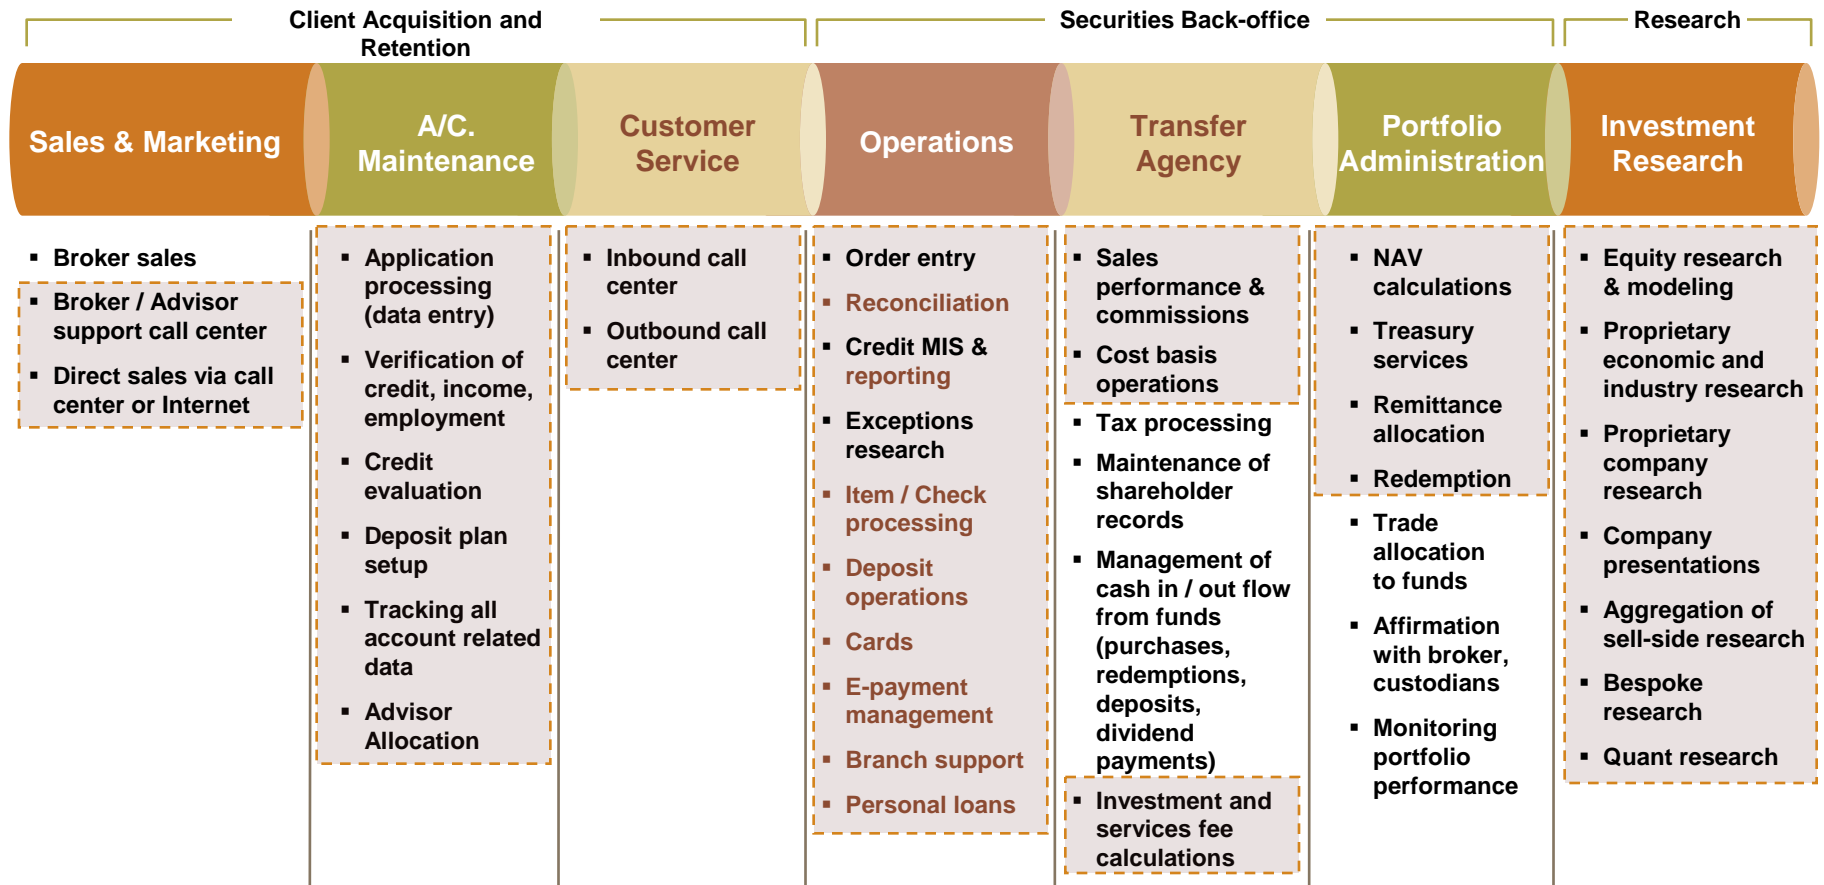 Client Acquisition and
Retention
Securities Back-office
Research
Sales & Marketing
A/C.
Maintenance
Customer
Service
Operations
Transfer
Agency
Portfolio
Administration
Investment
Research
▪ Broker sales
▪ Broker / Advisor
support call center
▪ Direct sales via call
center or Internet
▪ Application
processing
(data entry)
▪ Verification of
credit, income,
employment
▪ Credit
evaluation
▪ Deposit plan
setup
▪ Tracking all
account related
data
▪ Advisor
Allocation
▪ Inbound call
center
▪ Outbound call
center
▪ Order entry
▪ Reconciliation
▪ Credit MIS &
reporting
▪ Exceptions
research
▪ Item / Check
processing
▪ Deposit
operations
▪ Cards
▪ E-payment
management
▪ Branch support
▪ Personal loans
▪ Sales
performance &
commissions
▪ Cost basis
operations
▪ Tax processing
▪ Maintenance of
shareholder
records
▪ Management of
cash in / out flow
from funds
(purchases,
redemptions,
deposits,
dividend
payments)
▪ Investment and
services fee
calculations
▪ NAV
calculations
▪ Treasury
services
▪ Remittance
allocation
▪ Redemption
▪ Trade
allocation
to funds
▪ Affirmation
with broker,
custodians
▪ Monitoring
portfolio
performance
▪ Equity research
& modeling
▪ Proprietary
economic and
industry research
▪ Proprietary
company
research
▪ Company
presentations
▪ Aggregation of
sell-side research
▪ Bespoke
research
▪ Quant research